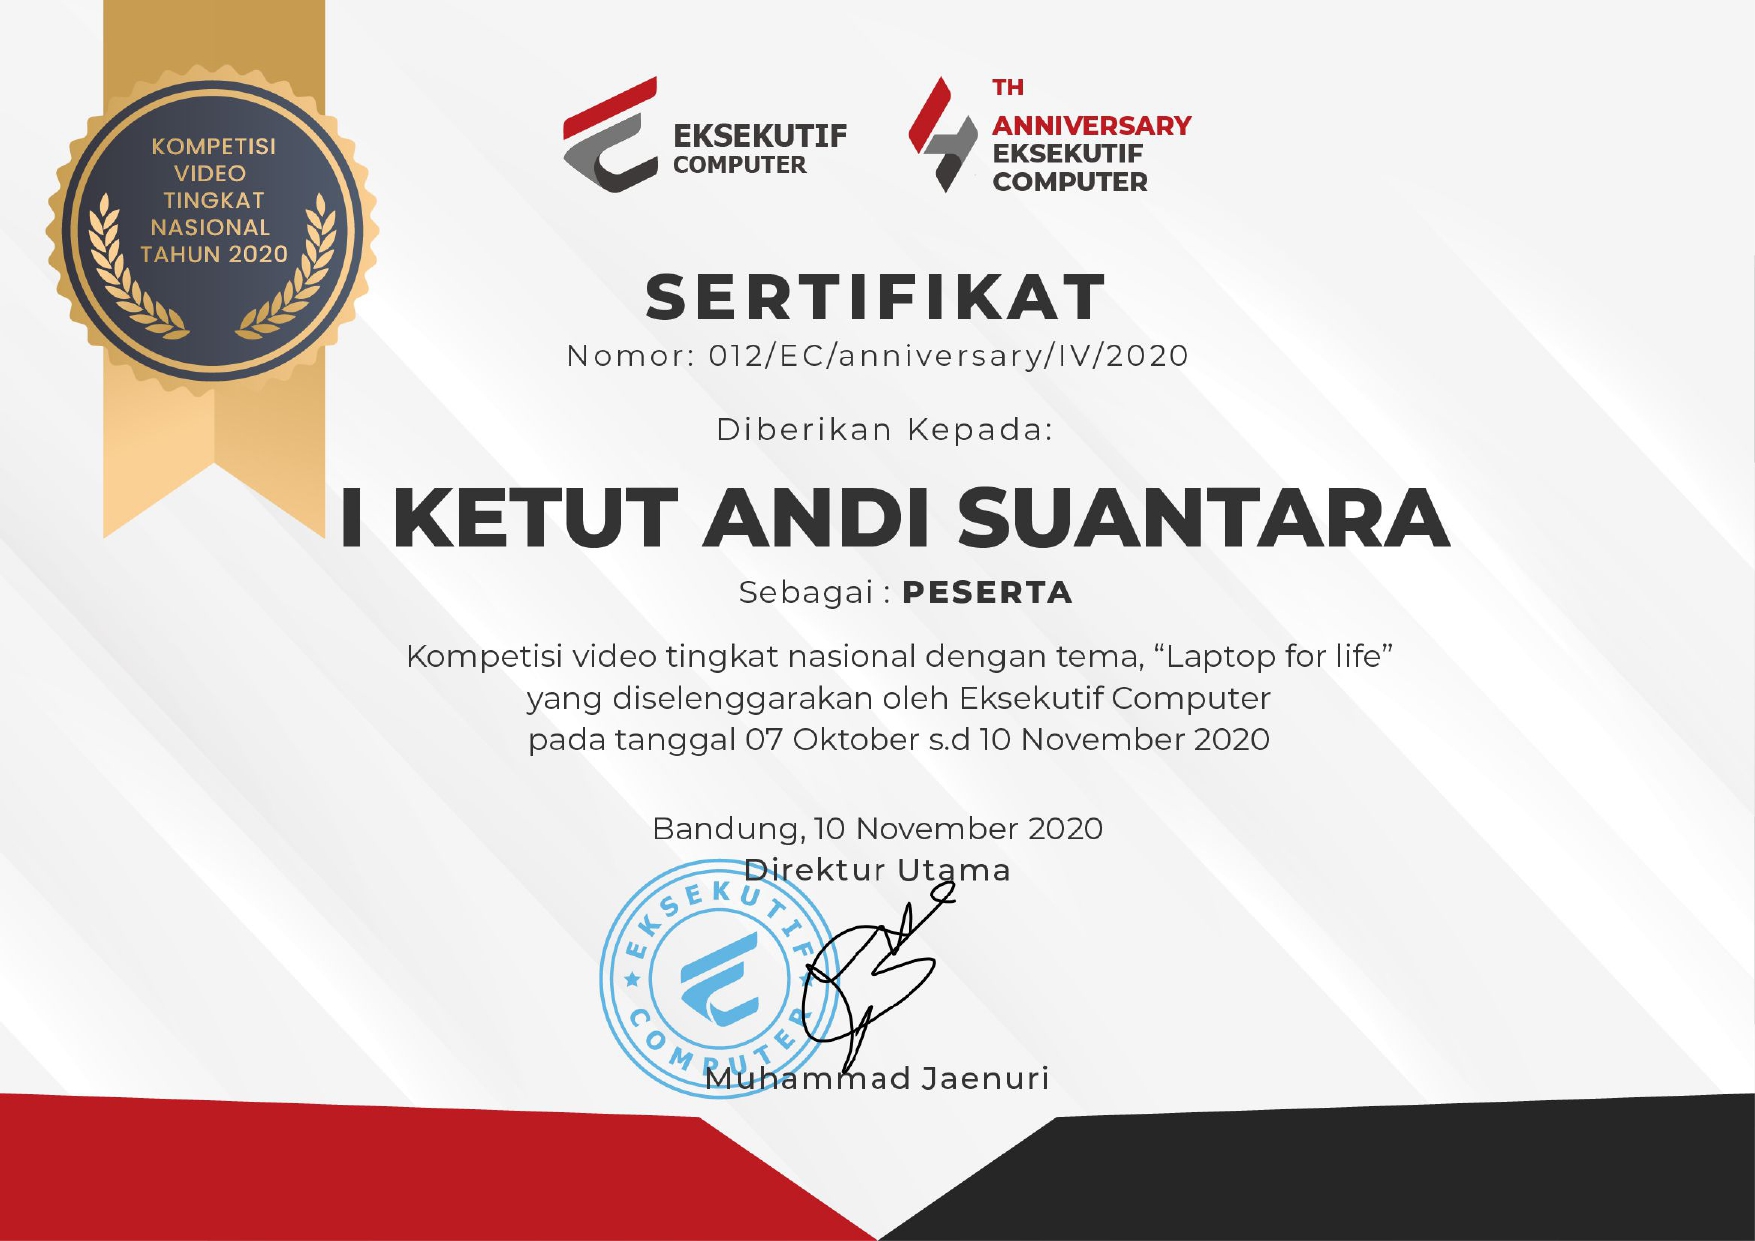 KOMPETISI
VIDEO
TINGKAT
NASIONAL
TAHUN 2020
EKSEKUTIF
COMPUTER
4 TH
ANNIVERSARY
EKSEKUTIF
COMPUTER
SERTIFIKAT
Nomor: 012/EC/anniversary/IV/2020
Diberikan Kepada:
I KETUT ANDI SUANTARA
Sebagai : PESERTA
Kompetisi video tingkat nasional dengan tema, “Laptop for life”
yang diselenggarakan oleh Eksekutif Computer
pada tanggal 07 Oktober s.d 10 November 2020
Bandung, 10 November 2020
Direktur Utama
EKSEKUTIF
COMPUTER
Muhammad Jaenuri